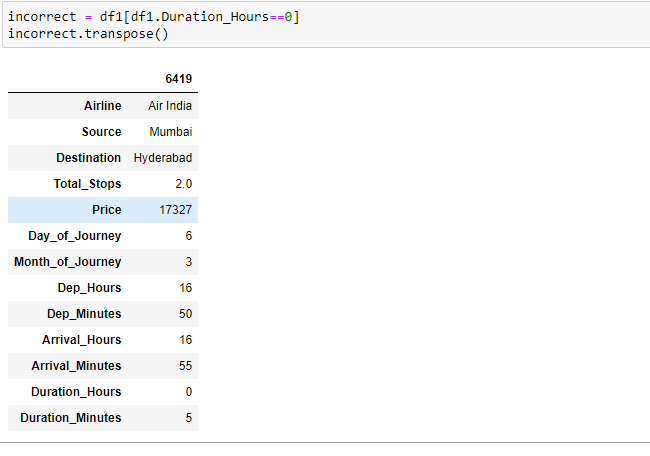 incorrect = df1[df1.Duration_Hours==0]
incorrect.transpose()
6419
Airline Air India
Source Mumbai
Destination Hyderabad
Total_Stops 2.0
Price 17327
Day_of_Journey 6
Month_of_Journey 3
Dep_Hours 16
Dep_Minutes 50
Arrival_Hours 16
Arrival_Minutes 55
Duration_Hours 0
Duration_Minutes 5